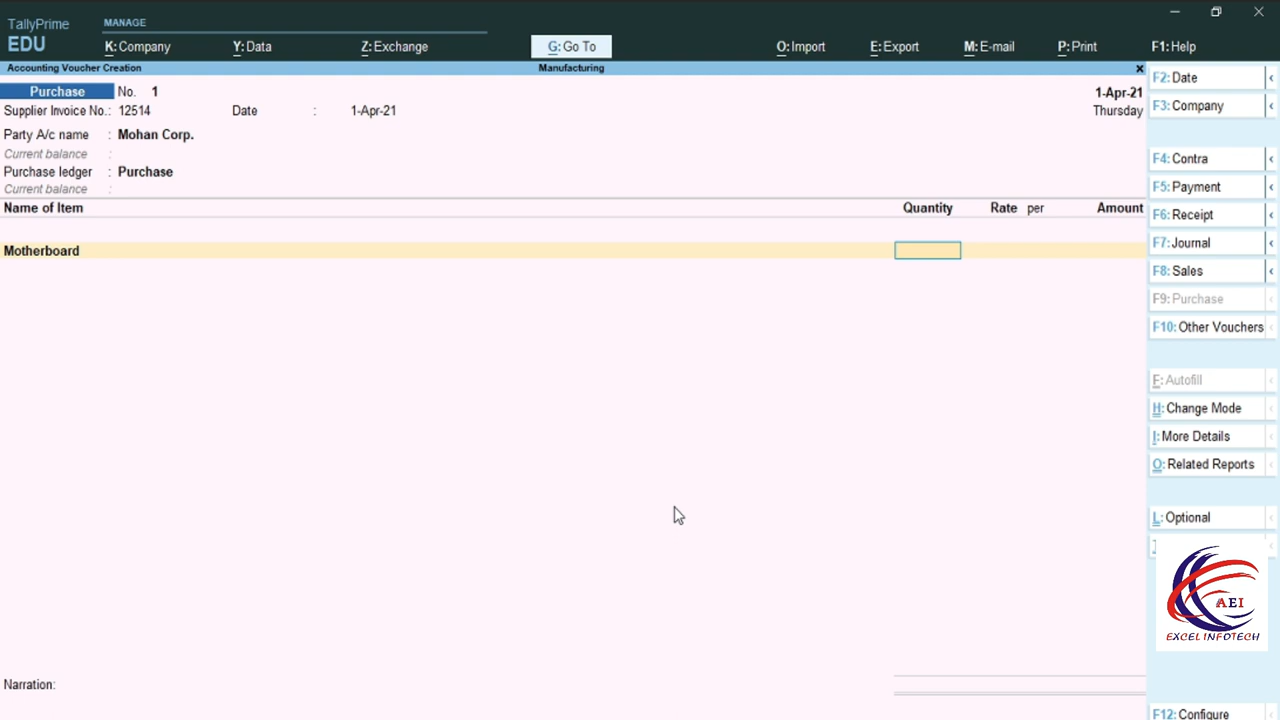 TallyPrime
EDU
MANAGE
K: Company Y: Data Z: Exchange G: Go To O: Import E: Export M: E-mail P: Print F1: Help
Accounting Voucher Creation Manufacturing x
Purchase No. 1 1-Apr-21
Supplier Invoice No.: 12514 Date : 1-Apr-21 Thursday
Party A/c name : Mohan Corp.
Current balance :
Purchase ledger : Purchase
Current balance :
Name of Item Quantity Rate per Amount
Motherboard
Narration:
F2: Date
F3: Company
F4: Contra
F5: Payment
F6: Receipt
F7: Journal
F8: Sales
F9: Purchase
F10: Other Vouchers
F: Autofill
H: Change Mode
I: More Details
O: Related Reports
L: Optional
AEI
EXCEL INFOTECH
F12: Configure